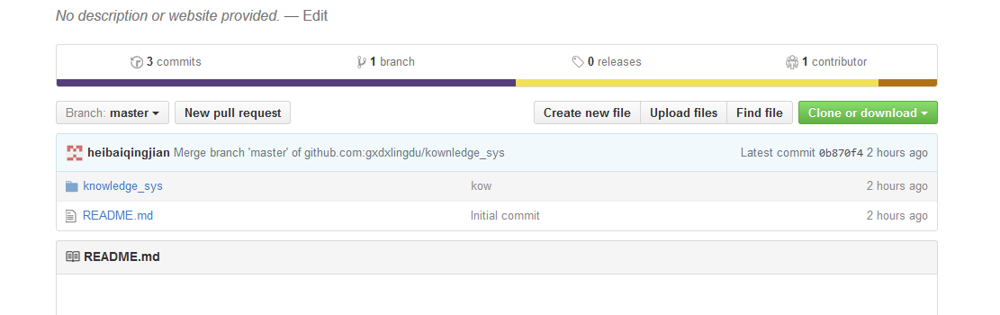 No description or website provided. — Edit
3 commits 1 branch 0 releases 1 contributor
Branch: master New pull request Create new file Upload files Find file Clone or download
heibaiqingjian Merge branch 'master' of github.com:gxdxlingdu/kownledge_sys Latest commit 0b870f4 2 hours ago
knowledge_sys kow 2 hours ago
README.md Initial commit 2 hours ago
README.md